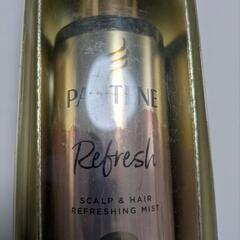 PANTENE
Refresh
SCALP & HAIR
REFRESHING MIST